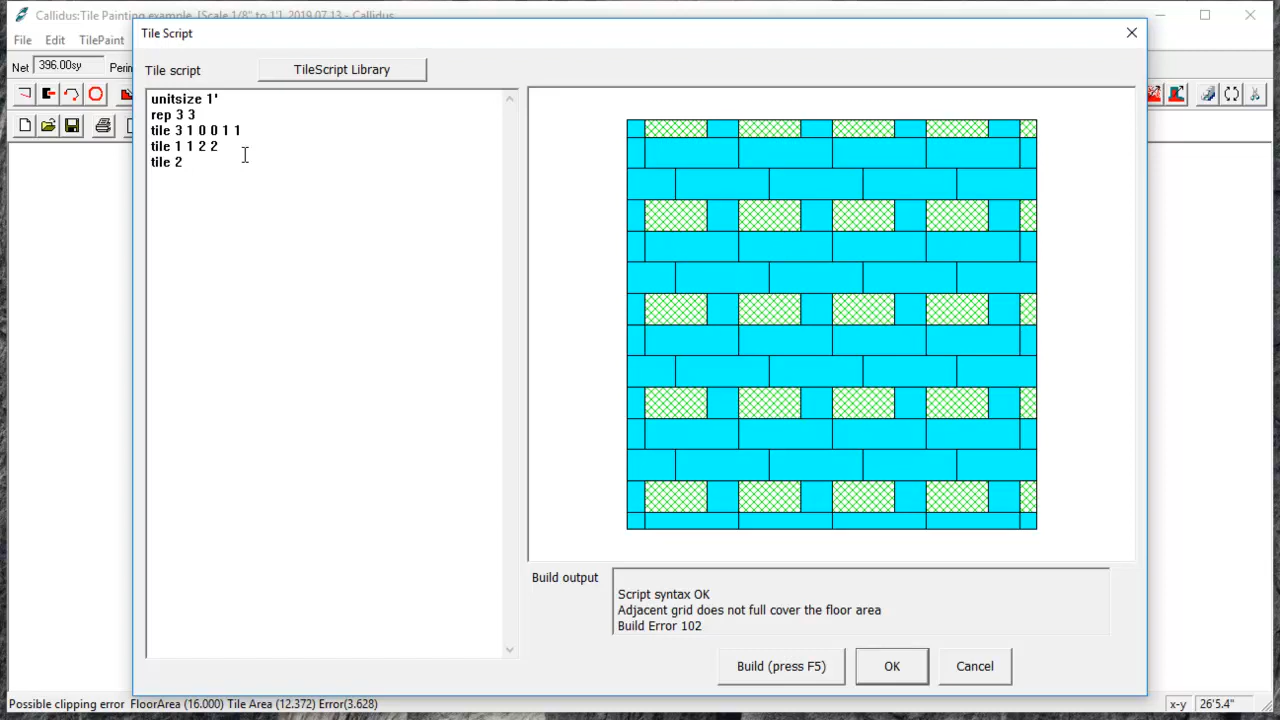 Callidus:Tile Painting example. [Scale 1/8" to 1'], 2019.07.13 - Callidus
Tile Script
File Edit TilePaint
Net 396.00sy Perin
Tile script TileScript Library
unitsize 1'
rep 3 3
tile 3 1 0 0 1 1
tile 1 1 2 2
tile 2
Build output
Script syntax OK
Adjacent grid does not full cover the floor area
Build Error 102
Build (press F5) OK Cancel
Possible clipping error FloorArea (16.000) Tile Area (12.372) Error(3.628) x-y 26'5.4"